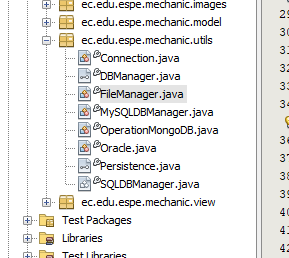 ec.edu.espe.mechanic.images
ec.edu.espe.mechanic.model
ec.edu.espe.mechanic.utils
Connection.java
DBManager.java
FileManager.java
MySQLDBManager.java
OperationMongoDB.java
Oracle.java
Persistence.java
SQLDBManager.java
ec.edu.espe.mechanic.view
Test Packages
Libraries
Test Libraries
29
30
31
32
33
34
35
36
37
38
39
40
41
42